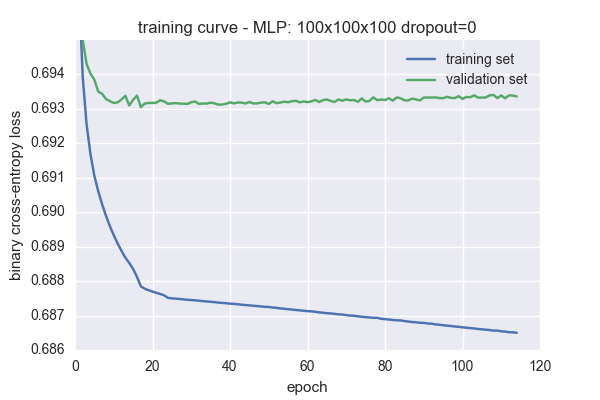 training curve - MLP: 100x100x100 dropout=0
training set
validation set
binary cross-entropy loss
0.694
0.693
0.692
0.691
0.690
0.689
0.688
0.687
0.686
0 20 40 60 80 100 120
epoch